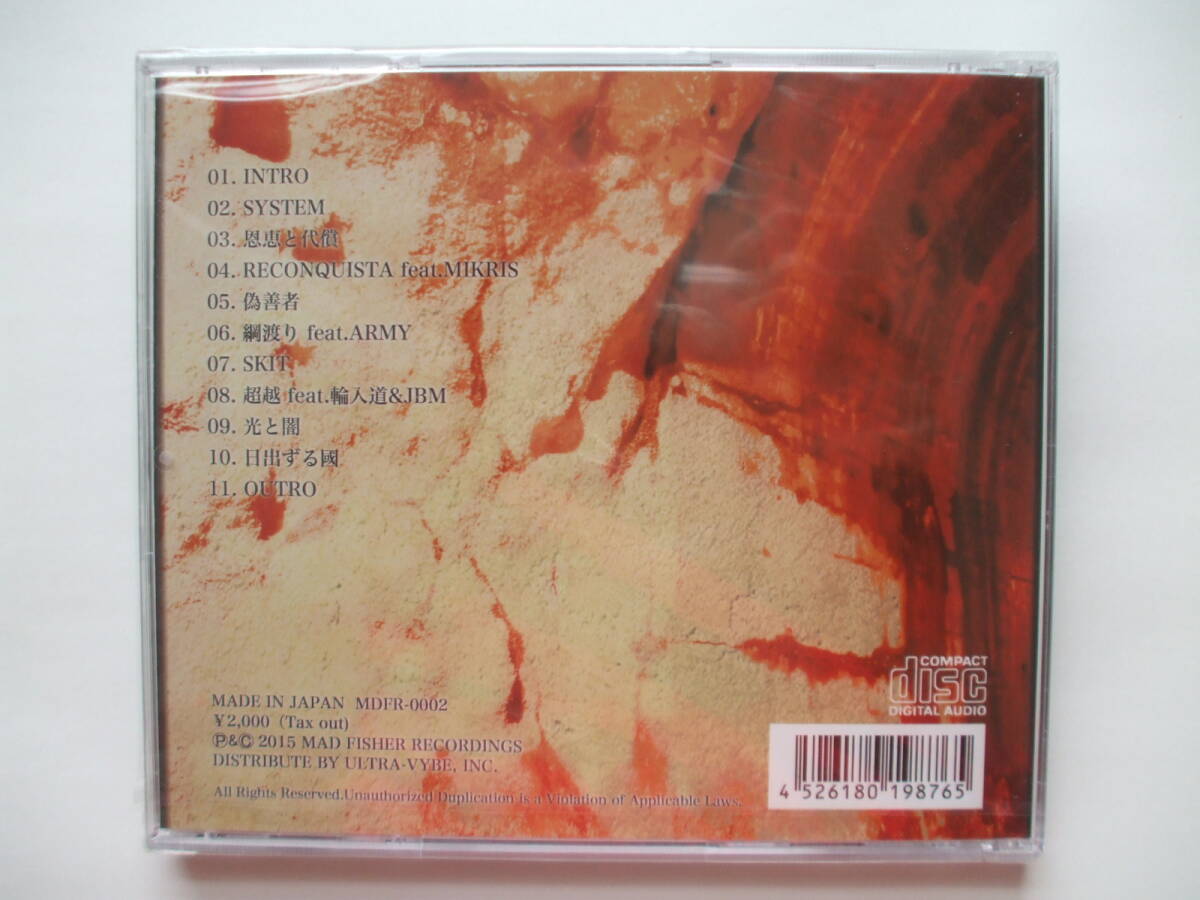 01. INTRO
02. SYSTEM
03. 恩恵と代償
04. RECONQUISTA feat.MIKRIS
05. 偽善者
06. 綱渡り feat.ARMY
07. SKIT
08. 超越 feat.輪入道&JBM
09. 光と闇
10. 日出ずる國
11. OUTRO
MADE IN JAPAN MDFR-0002
¥2,000 (Tax out)
Ⓟ&© 2015 MAD FISHER RECORDINGS
DISTRIBUTE BY ULTRA-VYBE, INC.
All Rights Reserved.Unauthorized Duplication is a Violation of Applicable Laws.
COMPACT
disc
DIGITAL AUDIO
4 526180 198765